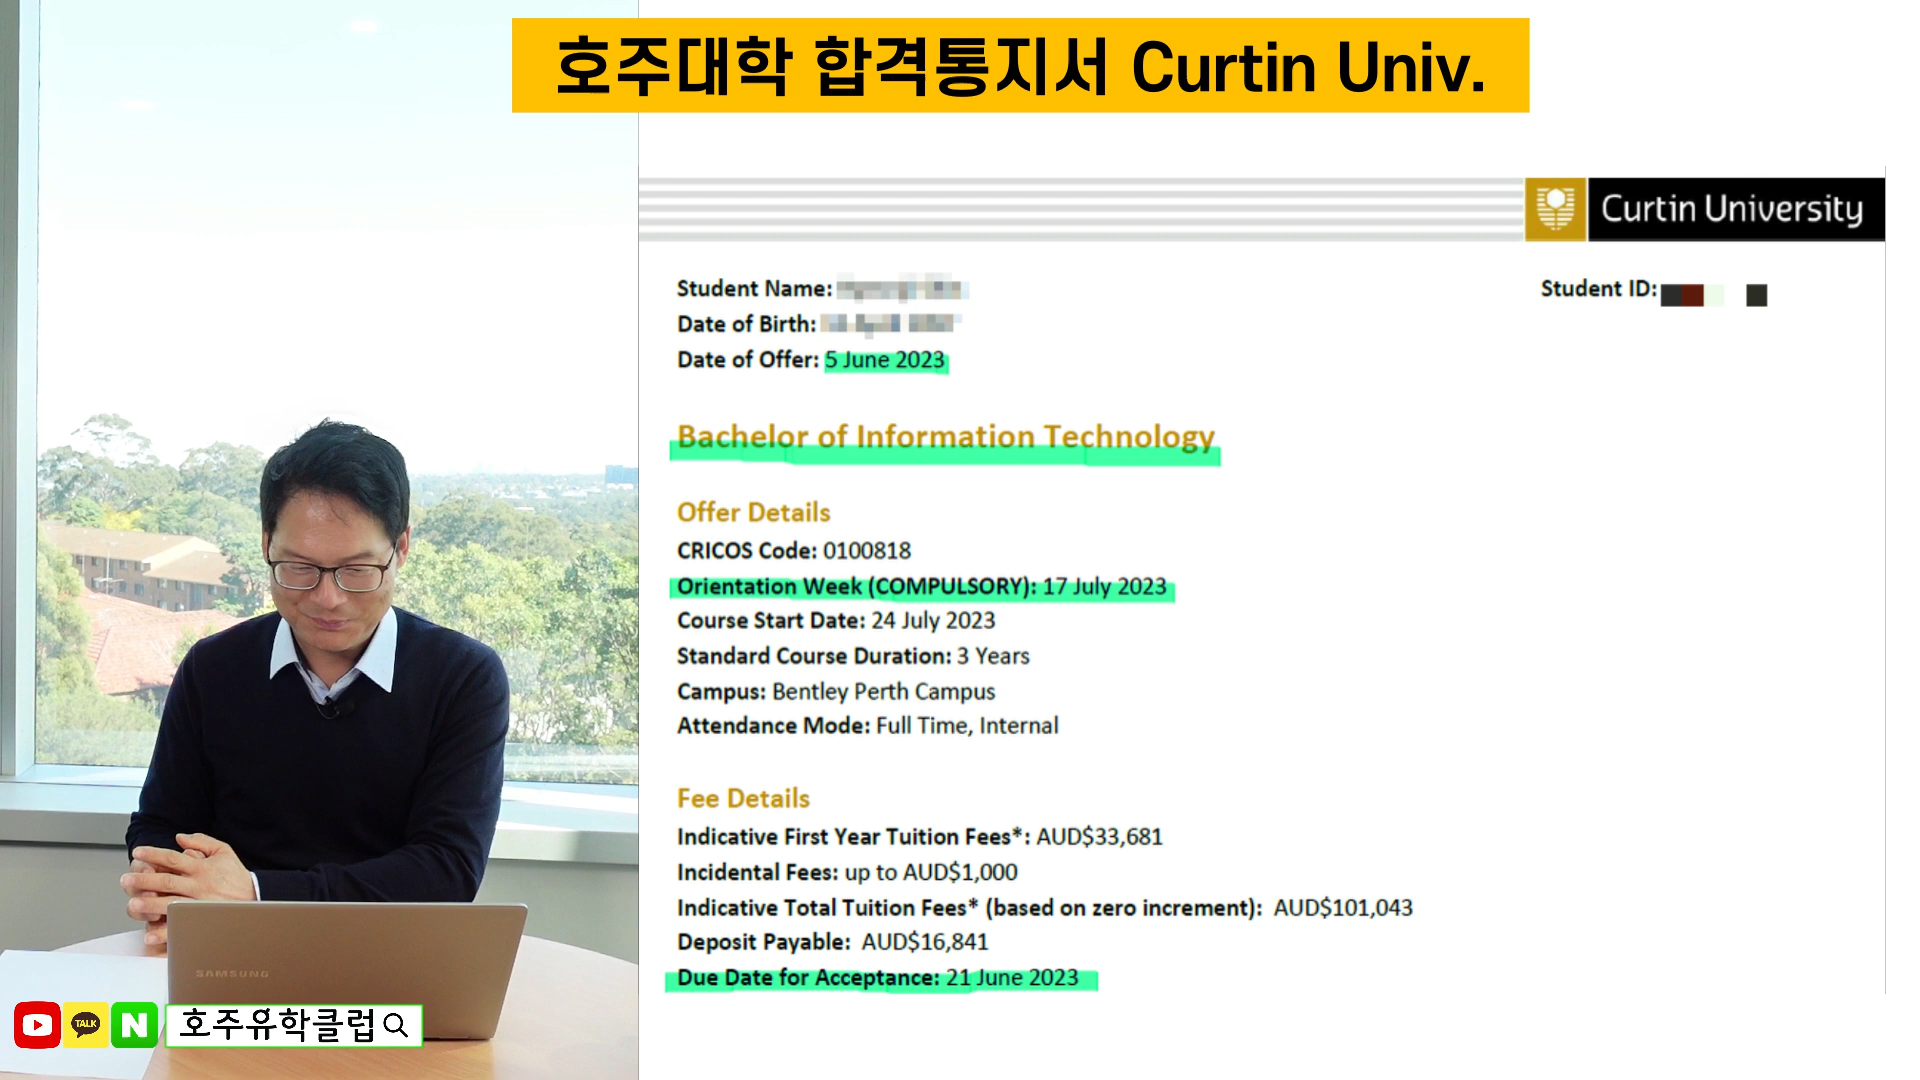 호주대학 합격통지서 Curtin Univ.
Curtin University
Student Name:
Student ID:
Date of Birth:
Date of Offer: 5 June 2023
Bachelor of Information Technology
Offer Details
CRICOS Code: 0100818
Orientation Week (COMPULSORY): 17 July 2023
Course Start Date: 24 July 2023
Standard Course Duration: 3 Years
Campus: Bentley Perth Campus
Attendance Mode: Full Time, Internal
Fee Details
Indicative First Year Tuition Fees*: AUD$33,681
Incidental Fees: up to AUD$1,000
Indicative Total Tuition Fees* (based on zero increment): AUD$101,043
Deposit Payable: AUD$16,841
Due Date for Acceptance: 21 June 2023
SAMSUNG
TALK
N
호주유학클럽